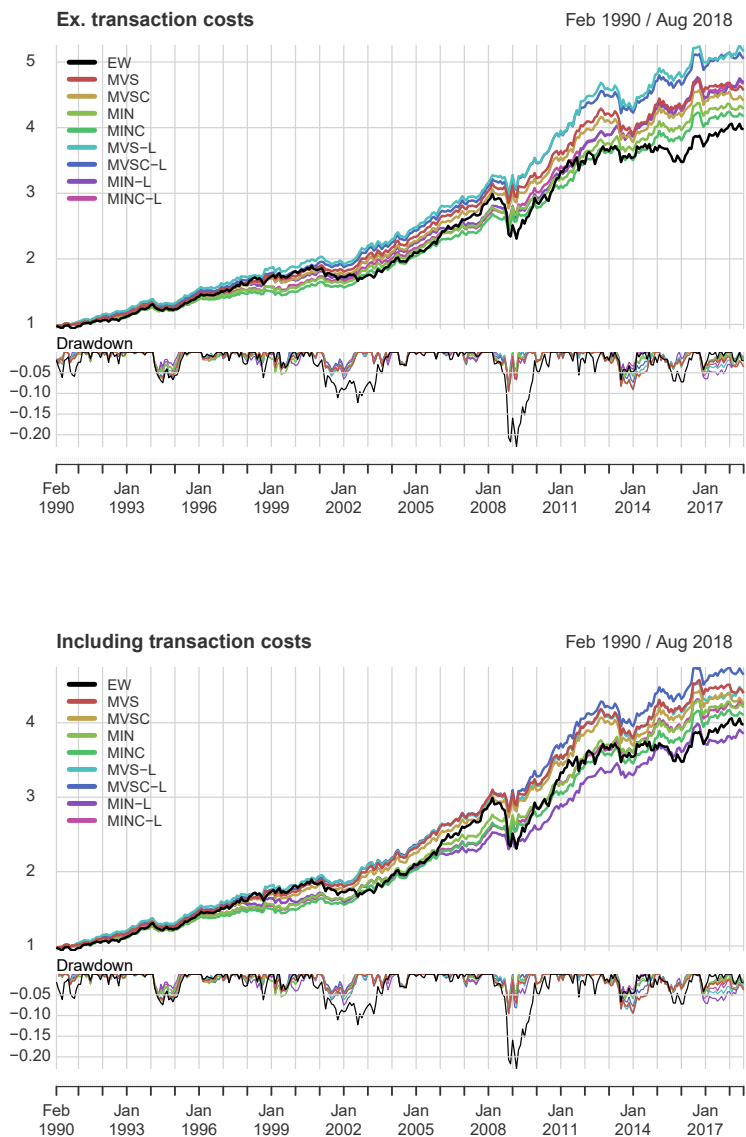 Ex. transaction costs Feb 1990 / Aug 2018
EW
MVS
MVSC
MIN
MINC
MVS−L
MVSC−L
MIN−L
MINC−L
5
4
3
2
1
Drawdown
−0.05
−0.10
−0.15
−0.20
Feb Jan Jan Jan Jan Jan Jan Jan Jan Jan
1990 1993 1996 1999 2002 2005 2008 2011 2014 2017
Including transaction costs Feb 1990 / Aug 2018
EW
MVS
MVSC
MIN
MINC
MVS−L
MVSC−L
MIN−L
MINC−L
4
3
2
1
Drawdown
−0.05
−0.10
−0.15
−0.20
Feb Jan Jan Jan Jan Jan Jan Jan Jan Jan
1990 1993 1996 1999 2002 2005 2008 2011 2014 2017